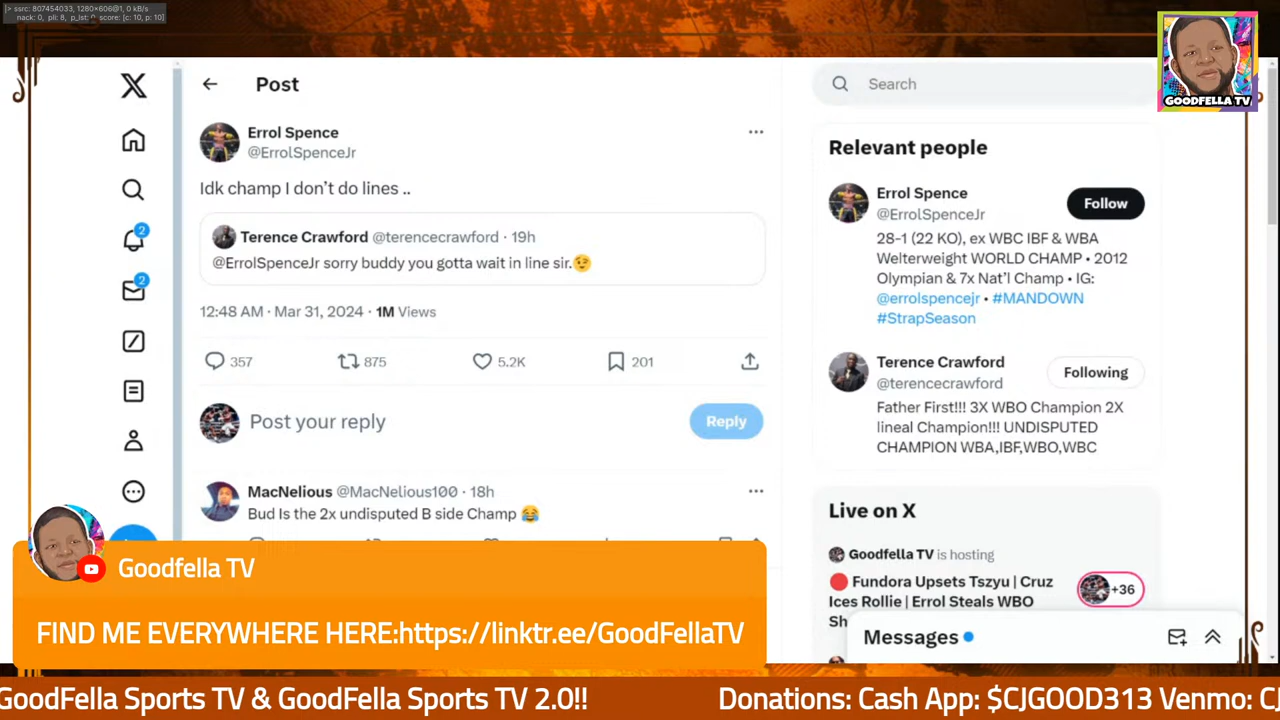 [> ssrc: 807454033, 1280×606@1, 0 kB/s
nack: 0, pli: 8, p_lst: 0, score: [c: 10, p: 10]
GOODFELLA TV
Post
Search
Errol Spence
@ErrolSpenceJr
Idk champ I don’t do lines ..
Terence Crawford @terencecrawford · 19h
@ErrolSpenceJr sorry buddy you gotta wait in line sir.😉
12:48 AM · Mar 31, 2024 · 1M Views
357
875
5.2K
201
Post your reply
Reply
MacNelious @MacNelious100 · 18h
Bud Is the 2x undisputed B side Champ 😂
2
2
Relevant people
Errol Spence
@ErrolSpenceJr
Follow
28-1 (22 KO), ex WBC IBF & WBA
Welterweight WORLD CHAMP • 2012
Olympian & 7x Nat’l Champ • IG:
@errolspencejr • #MANDOWN
#StrapSeason
Terence Crawford
@terencecrawford
Following
Father First!!! 3X WBO Champion 2X
lineal Champion!!! UNDISPUTED
CHAMPION WBA,IBF,WBO,WBC
Live on X
Goodfella TV is hosting
Fundora Upsets Tszyu | Cruz
Ices Rollie | Errol Steals WBO
Sh
+36
Messages
Goodfella TV
FIND ME EVERYWHERE HERE:https://linktr.ee/GoodFellaTV
GoodFella Sports TV & GoodFella Sports TV 2.0!! Donations: Cash App: $CJGOOD313 Venmo: CJ